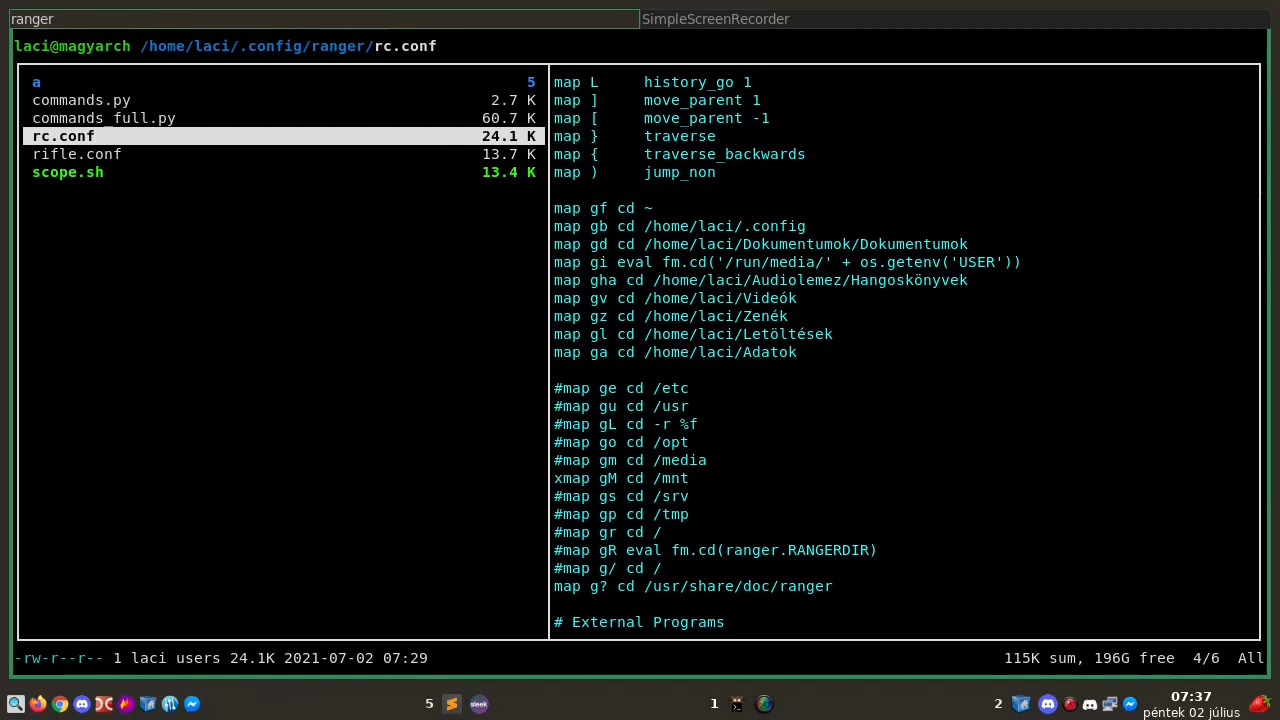 ranger
SimpleScreenRecorder
laci@magyarch /home/laci/.config/ranger/rc.conf
a 5
commands.py 2.7 K
commands_full.py 60.7 K
rc.conf 24.1 K
rifle.conf 13.7 K
scope.sh 13.4 K
map L     history_go 1
map ]     move_parent 1
map [     move_parent -1
map }     traverse
map {     traverse_backwards
map )     jump_non
map gf cd ~
map gb cd /home/laci/.config
map gd cd /home/laci/Dokumentumok/Dokumentumok
map gi eval fm.cd('/run/media/' + os.getenv('USER'))
map gha cd /home/laci/Audiolemez/Hangoskönyvek
map gv cd /home/laci/Videók
map gz cd /home/laci/Zenék
map gl cd /home/laci/Letöltések
map ga cd /home/laci/Adatok
#map ge cd /etc
#map gu cd /usr
#map gL cd -r %f
#map go cd /opt
#map gm cd /media
xmap gM cd /mnt
#map gs cd /srv
#map gp cd /tmp
#map gr cd /
#map gR eval fm.cd(ranger.RANGERDIR)
#map g/ cd /
map g? cd /usr/share/doc/ranger
# External Programs
-rw-r--r-- 1 laci users 24.1K 2021-07-02 07:29
115K sum, 196G free  4/6  All
5
sleek
1
2
07:37
péntek 02 július